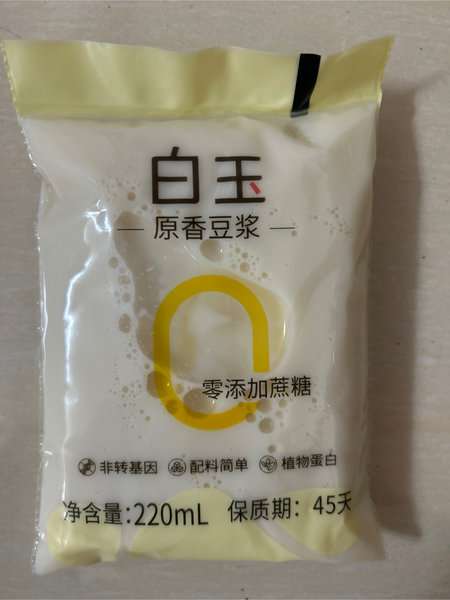 白玉
原香豆浆
零添加蔗糖
非转基因 配料简单 植物蛋白
净含量:220mL 保质期: 45天